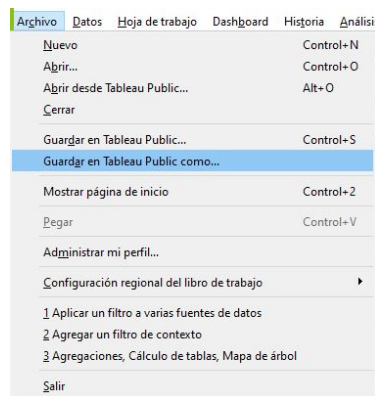 Archivo Datos Hoja de trabajo Dashboard Historia Análisi
Nuevo Control+N
Abrir... Control+O
Abrir desde Tableau Public... Alt+O
Cerrar
Guardar en Tableau Public... Control+S
Guardar en Tableau Public como...
Mostrar página de inicio Control+2
Pegar Control+V
Administrar mi perfil...
Configuración regional del libro de trabajo
1 Aplicar un filtro a varias fuentes de datos
2 Agregar un filtro de contexto
3 Agregaciones, Cálculo de tablas, Mapa de árbol
Salir